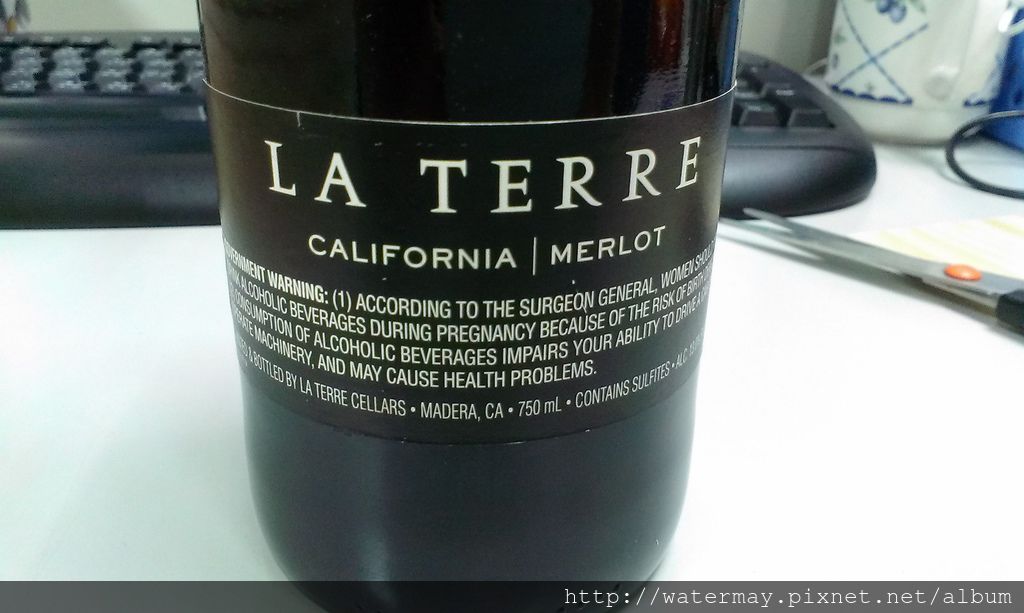 LA TERRE
CALIFORNIA | MERLOT
WARNING: (1) ACCORDING TO THE SURGEON GENERAL, WOMEN
ALCOHOLIC BEVERAGES DURING PREGNANCY BECAUSE OF THE RISK OF
CONSUMPTION OF ALCOHOLIC BEVERAGES IMPAIRS YOUR ABILITY TO DRIVE A
MACHINERY, AND MAY CAUSE HEALTH PROBLEMS.
& BOTTLED BY LA TERRE CELLARS • MADERA, CA • 750 mL • CONTAINS SULFITES • ALC.
http://watermay.pixnet.net/album